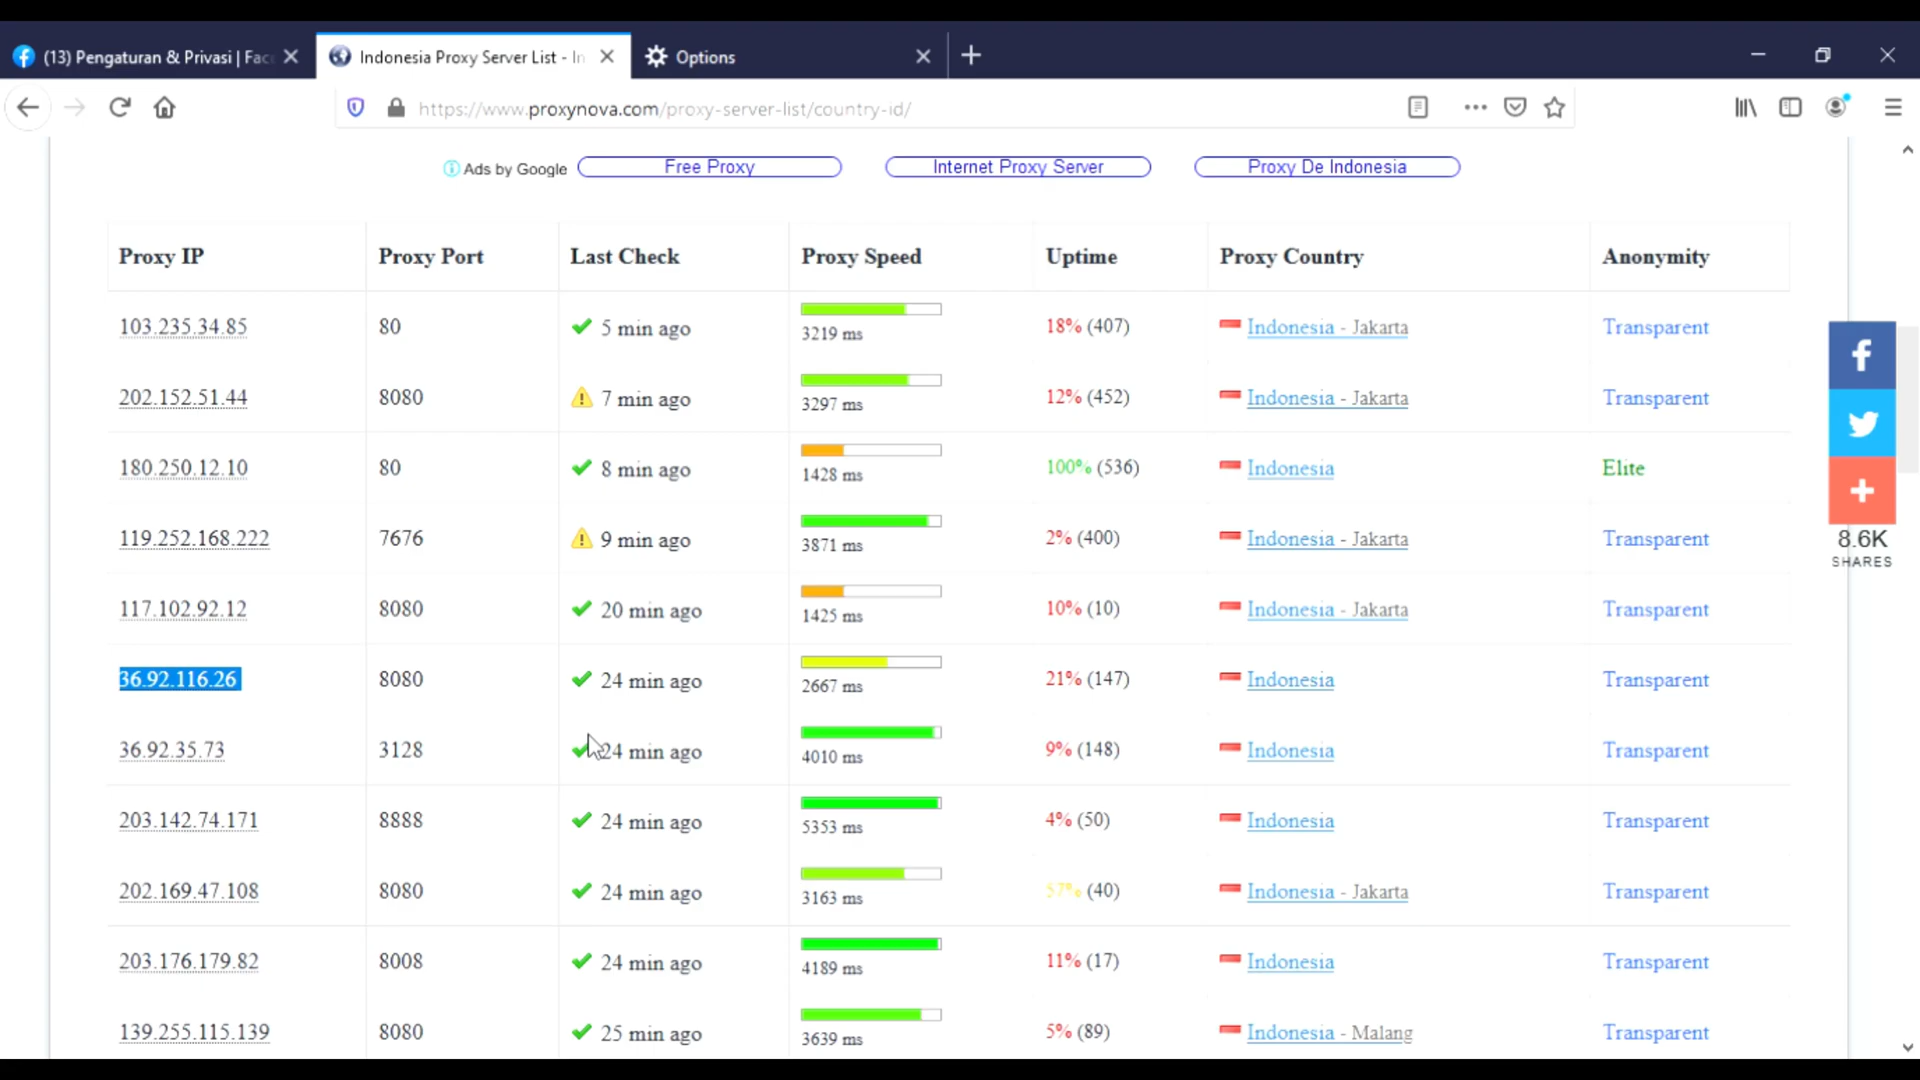 (13) Pengaturan & Privasi | Fac
Indonesia Proxy Server List - In
Options
https://www.proxynova.com/proxy-server-list/country-id/
Ads by Google
Free Proxy
Internet Proxy Server
Proxy De Indonesia
Proxy IP Proxy Port Last Check Proxy Speed Uptime Proxy Country Anonymity
103.235.34.85 80 5 min ago 3219 ms 18% (407) Indonesia - Jakarta Transparent
202.152.51.44 8080 7 min ago 3297 ms 12% (452) Indonesia - Jakarta Transparent
180.250.12.10 80 8 min ago 1428 ms 100% (536) Indonesia Elite
119.252.168.222 7676 9 min ago 3871 ms 2% (400) Indonesia - Jakarta Transparent
117.102.92.12 8080 20 min ago 1425 ms 10% (10) Indonesia - Jakarta Transparent
36.92.116.26 8080 24 min ago 2667 ms 21% (147) Indonesia Transparent
36.92.35.73 3128 24 min ago 4010 ms 9% (148) Indonesia Transparent
203.142.74.171 8888 24 min ago 5353 ms 4% (50) Indonesia Transparent
202.169.47.108 8080 24 min ago 3163 ms 57% (40) Indonesia - Jakarta Transparent
203.176.179.82 8008 24 min ago 4189 ms 11% (17) Indonesia Transparent
139.255.115.139 8080 25 min ago 3639 ms 5% (89) Indonesia - Malang Transparent
8.6K
SHARES